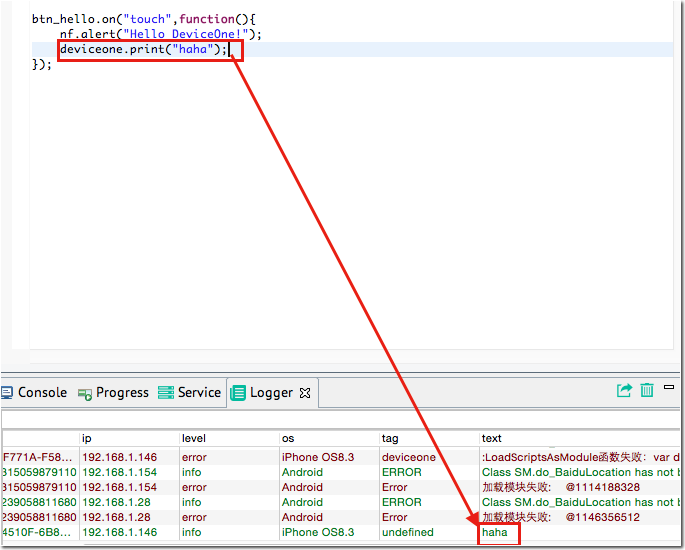 btn_hello.on("touch",function(){
nf.alert("Hello DeviceOne!");
deviceone.print("haha");
});
Console Progress Service Logger
ip level os tag text
F771A-F58... 192.168.1.146 error iPhone OS8.3 deviceone :LoadScriptsAsModule函数失败: var d
315059879110 192.168.1.154 info Android ERROR Class SM.do_BaiduLocation has not b
315059879110 192.168.1.154 error Android Error 加载模块失败: @1114188328
239058811680 192.168.1.28 info Android ERROR Class SM.do_BaiduLocation has not b
239058811680 192.168.1.28 error Android Error 加载模块失败: @1146356512
4510F-6B8... 192.168.1.146 info iPhone OS8.3 undefined haha